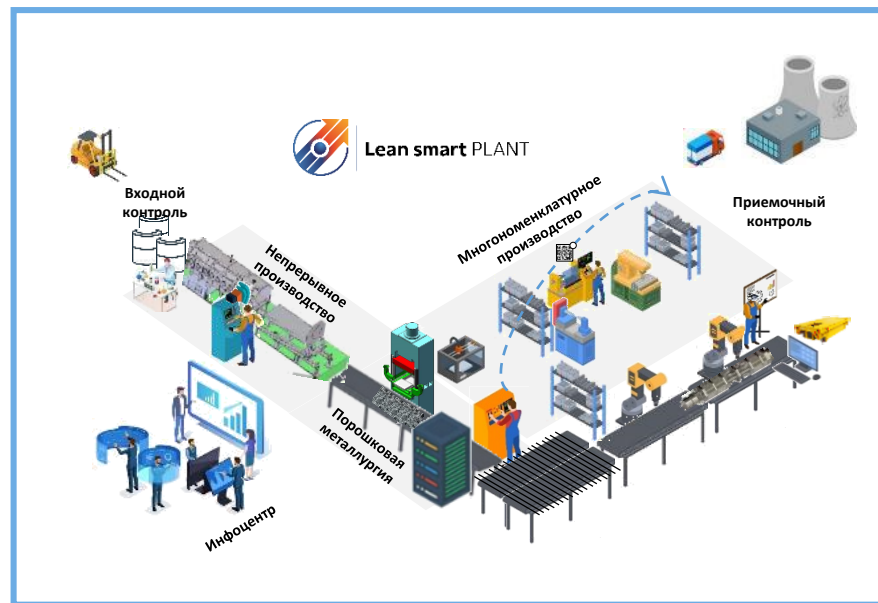 Lean smart PLANT
Входной
контроль
Непрерывное
производство
Многономенклатурное
производство
Приемочный
контроль
Порошковая
металлургия
Инфоцентр